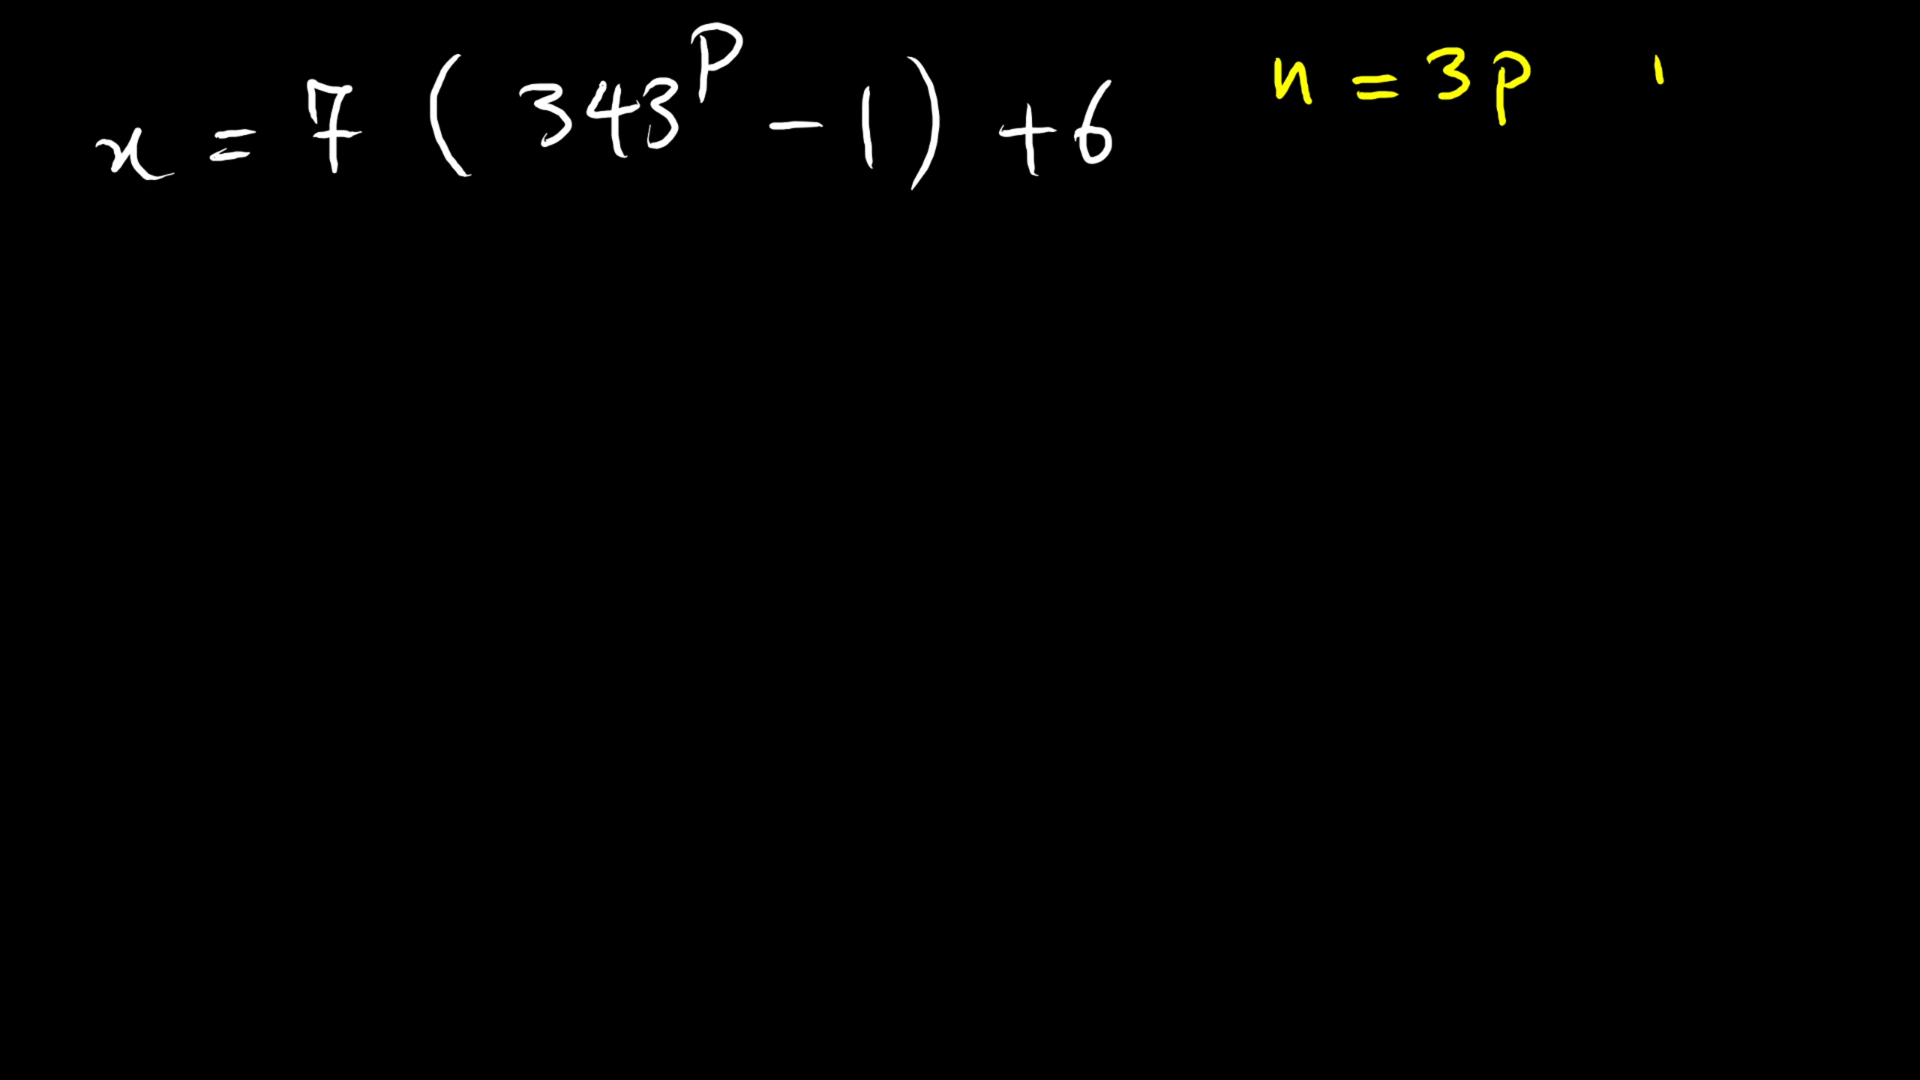 x = 7 ( 343^p - 1 ) + 6 n = 3p